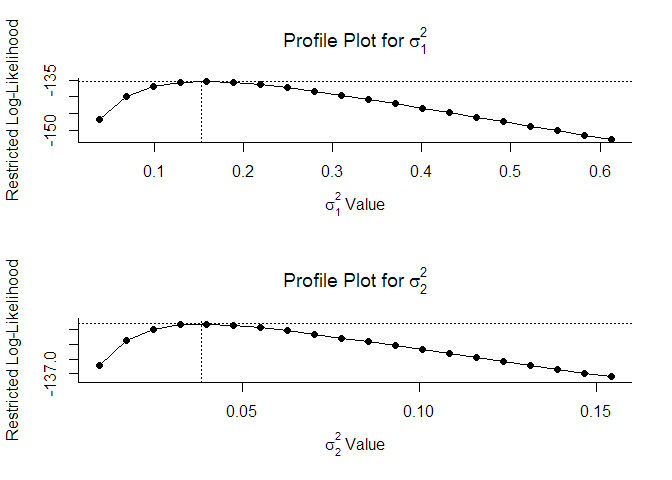 Profile Plot for σ₁²
Restricted Log-Likelihood
-135
-150
0.1 0.2 0.3 0.4 0.5 0.6
σ₁² Value
Profile Plot for σ₂²
Restricted Log-Likelihood
-137.0
0.05 0.10 0.15
σ₂² Value